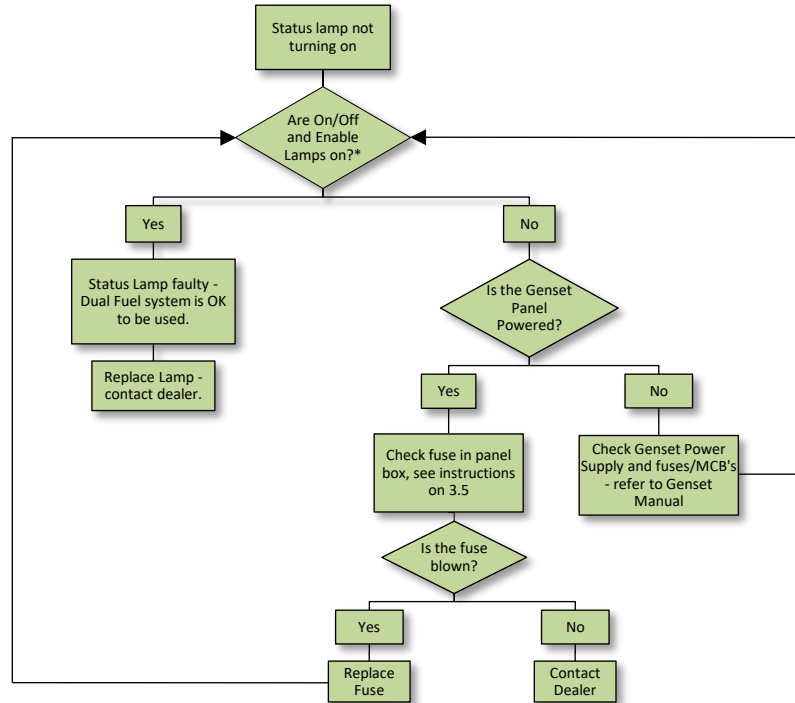 Status lamp not
turning on
Are On/Off
and Enable
Lamps on?*
Yes
No
Status Lamp faulty -
Dual Fuel system is OK
to be used.
Is the Genset
Panel
Powered?
Replace Lamp -
contact dealer.
Yes
No
Check fuse in panel
box, see instructions
on 3.5
Check Genset Power
Supply and fuses/MCB's
- refer to Genset
Manual
Is the fuse
blown?
Yes
No
Replace
Fuse
Contact
Dealer